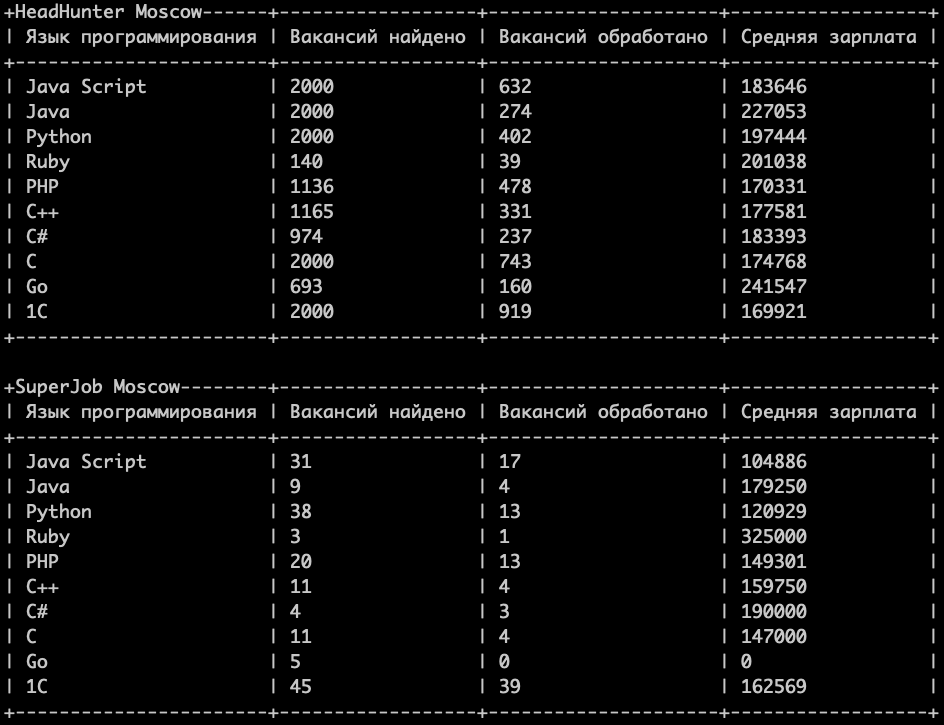 +HeadHunter Moscow------+------------------+---------------------+------------------+
| Язык программирования | Вакансий найдено | Вакансий обработано | Средняя зарплата |
+-----------------------+------------------+---------------------+------------------+
| Java Script           | 2000             | 632                 | 183646           |
| Java                  | 2000             | 274                 | 227053           |
| Python                | 2000             | 402                 | 197444           |
| Ruby                  | 140              | 39                  | 201038           |
| PHP                   | 1136             | 478                 | 170331           |
| C++                   | 1165             | 331                 | 177581           |
| C#                    | 974              | 237                 | 183393           |
| C                     | 2000             | 743                 | 174768           |
| Go                    | 693              | 160                 | 241547           |
| 1C                    | 2000             | 919                 | 169921           |
+-----------------------+------------------+---------------------+------------------+
+SuperJob Moscow--------+------------------+---------------------+------------------+
| Язык программирования | Вакансий найдено | Вакансий обработано | Средняя зарплата |
+-----------------------+------------------+---------------------+------------------+
| Java Script           | 31               | 17                  | 104886           |
| Java                  | 9                | 4                   | 179250           |
| Python                | 38               | 13                  | 120929           |
| Ruby                  | 3                | 1                   | 325000           |
| PHP                   | 20               | 13                  | 149301           |
| C++                   | 11               | 4                   | 159750           |
| C#                    | 4                | 3                   | 190000           |
| C                     | 11               | 4                   | 147000           |
| Go                    | 5                | 0                   | 0                |
| 1C                    | 45               | 39                  | 162569           |
+-----------------------+------------------+---------------------+------------------+